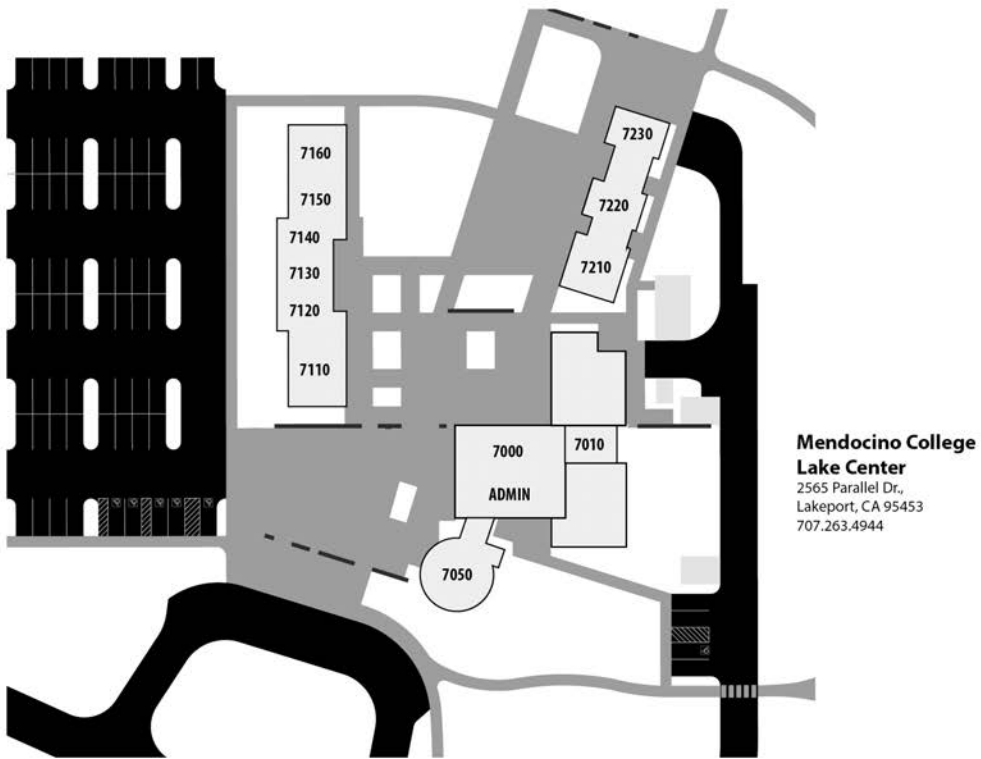 7230
7160
7150
7220
7140
7130
7210
7120
7110
7000
7010
ADMIN
7050
Mendocino College
Lake Center
2565 Parallel Dr.,
Lakeport, CA 95453
707.263.4944